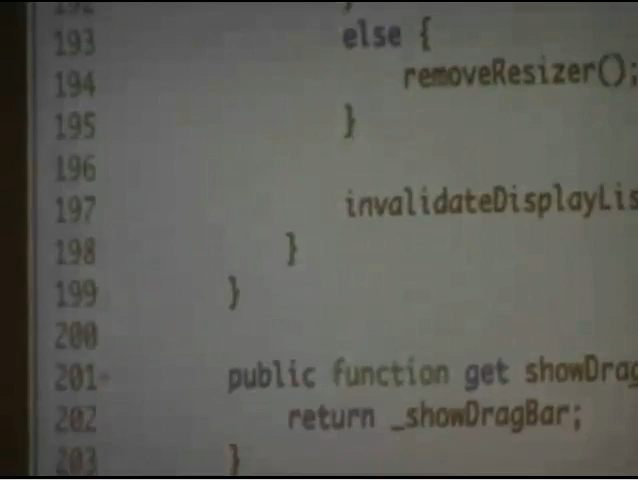 192 }
193 else {
194 removeResizer();
195 }
196
197 invalidateDisplayLis
198 }
199 }
200
201 public function get showDrag
202 return _showDragBar;
203 }